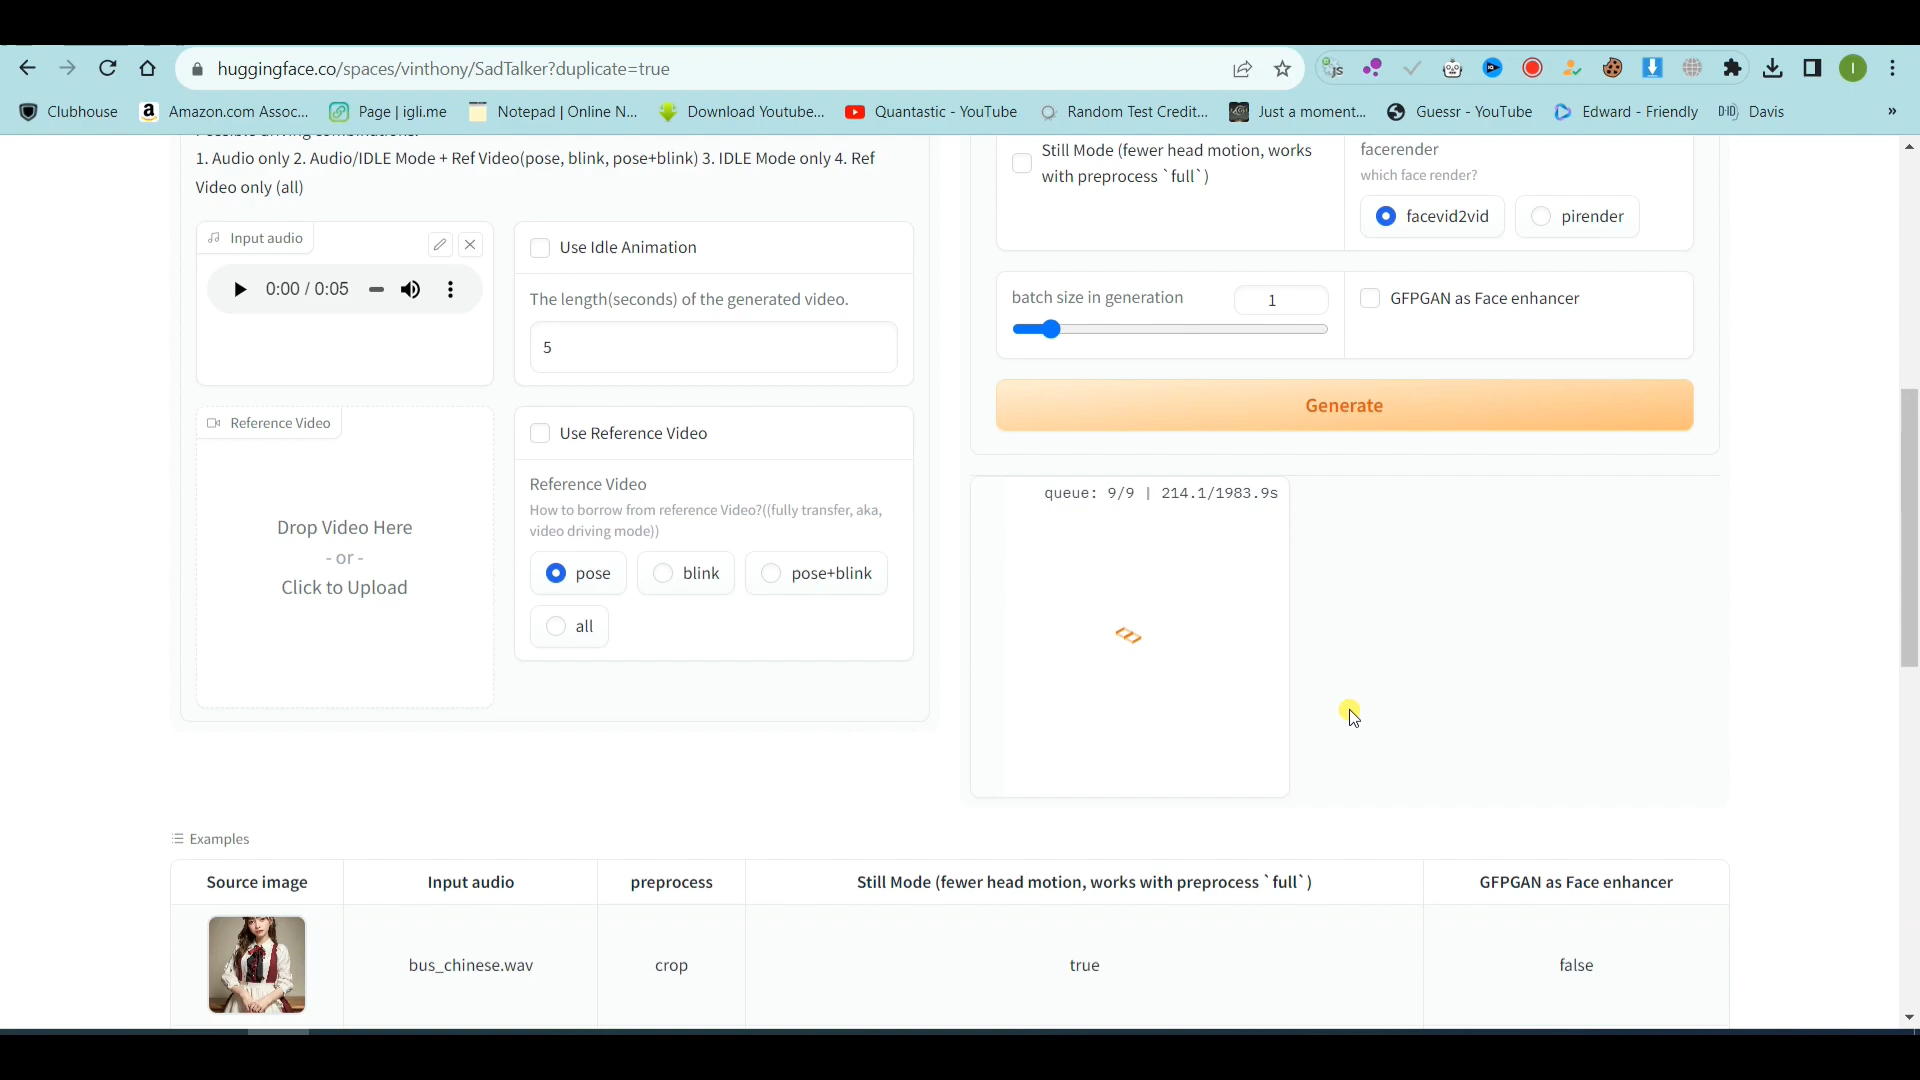 huggingface.co/spaces/vinthony/SadTalker?duplicate=true
Clubhouse
Amazon.com Assoc...
Page | igli.me
Notepad | Online N...
Download Youtube...
Quantastic - YouTube
Random Test Credit...
Just a moment...
Guessr - YouTube
Edward - Friendly
Davis
»
1. Audio only 2. Audio/IDLE Mode + Ref Video(pose, blink, pose+blink) 3. IDLE Mode only 4. Ref
Video only (all)
Input audio
0:00 / 0:05
Use Idle Animation
The length(seconds) of the generated video.
5
Reference Video
Drop Video Here
- or -
Click to Upload
Use Reference Video
Reference Video
How to borrow from reference Video?((fully transfer, aka,
video driving mode))
pose
blink
pose+blink
all
Still Mode (fewer head motion, works
with preprocess `full`)
facerender
which face render?
facevid2vid
pirender
batch size in generation
1
GFPGAN as Face enhancer
Generate
queue: 9/9 | 214.1/1983.9s
Examples
Source image
Input audio
preprocess
Still Mode (fewer head motion, works with preprocess `full`)
GFPGAN as Face enhancer
bus_chinese.wav
crop
true
false